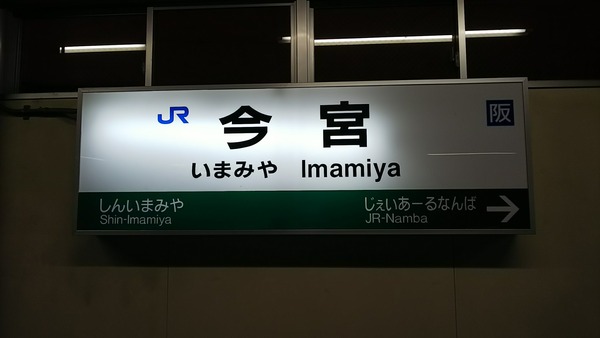 JR 今宮 阪
いまみや Imamiya
しんいまみや じぇいあーるなんば
Shin-Imamiya JR-Namba